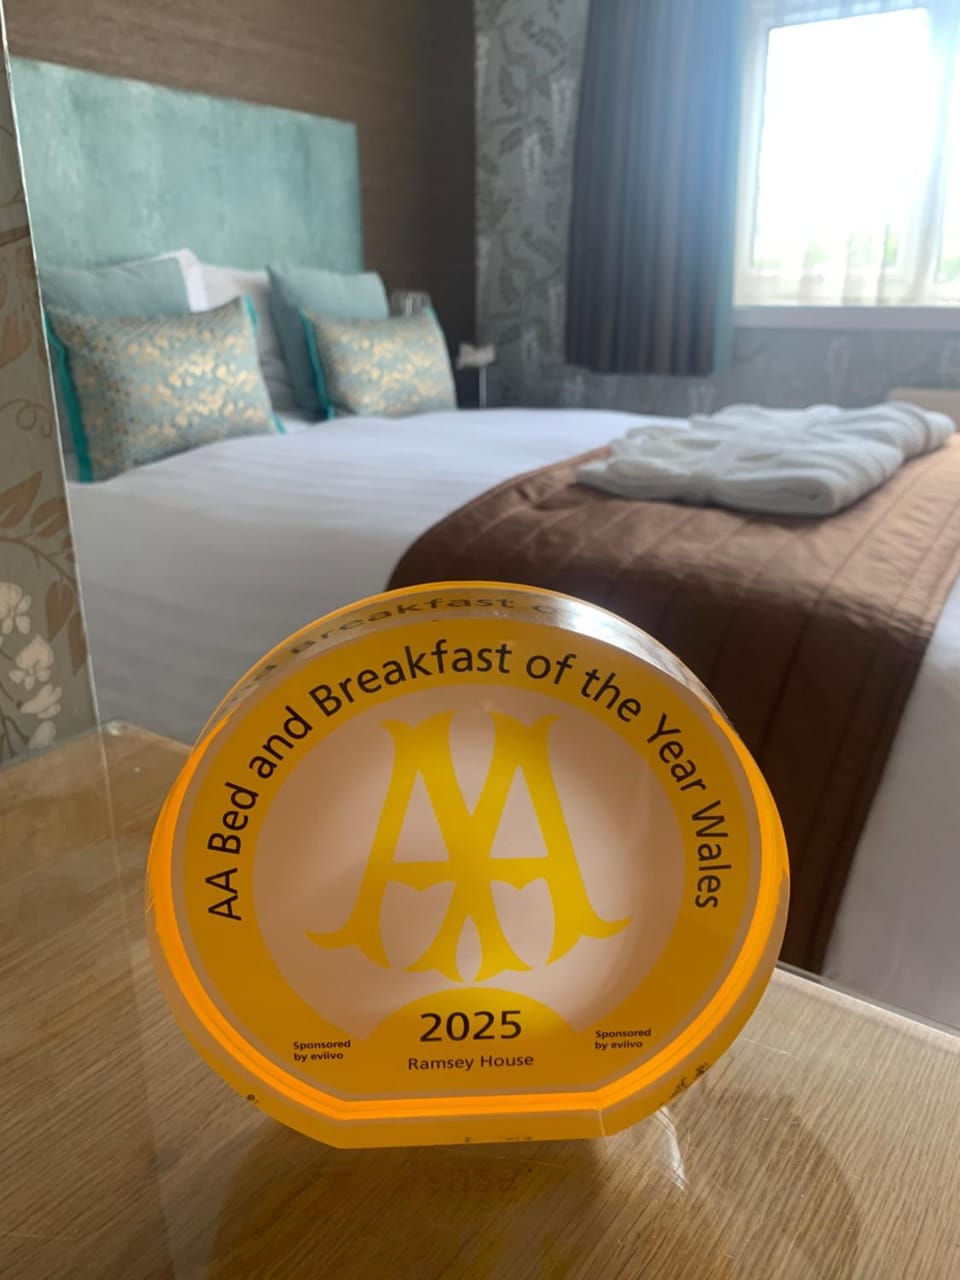 AA Bed and Breakfast of the Year Wales
AA
2025
Ramsey House
Sponsored
by eviivo
Sponsored
by eviivo